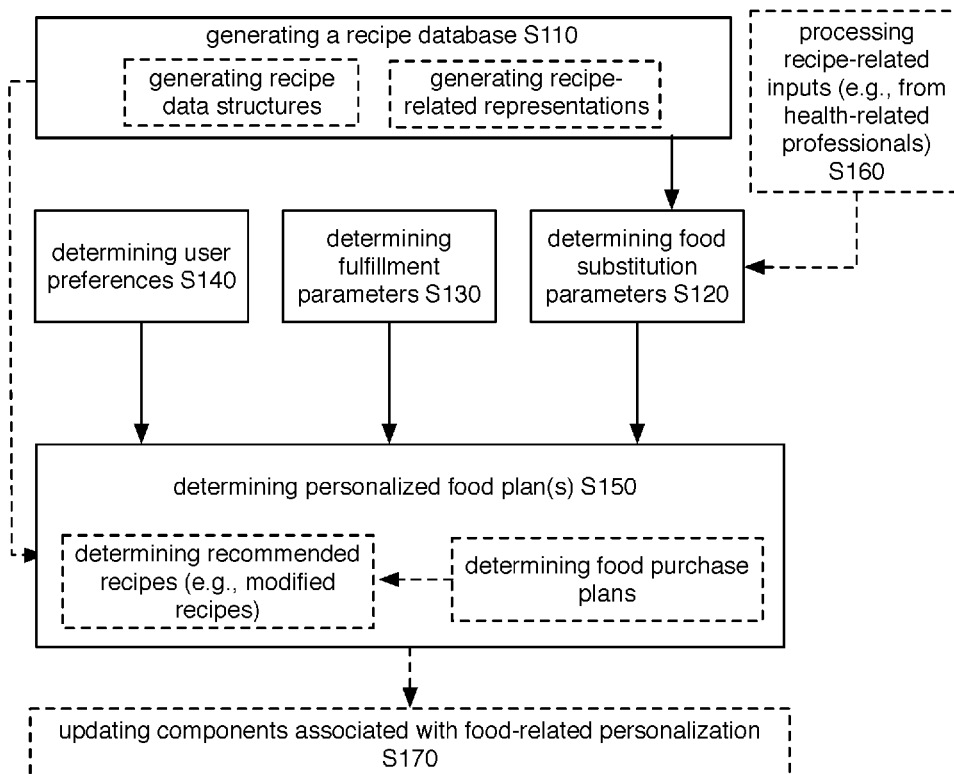 generating a recipe database S110
generating recipe
data structures
generating recipe-
related representations
processing
recipe-related
inputs (e.g., from
health-related
professionals)
S160
determining user
preferences S140
determining
fulfillment
parameters S130
determining food
substitution
parameters S120
determining personalized food plan(s) S150
determining recommended
recipes (e.g., modified
recipes)
determining food purchase
plans
updating components associated with food-related personalization
S170